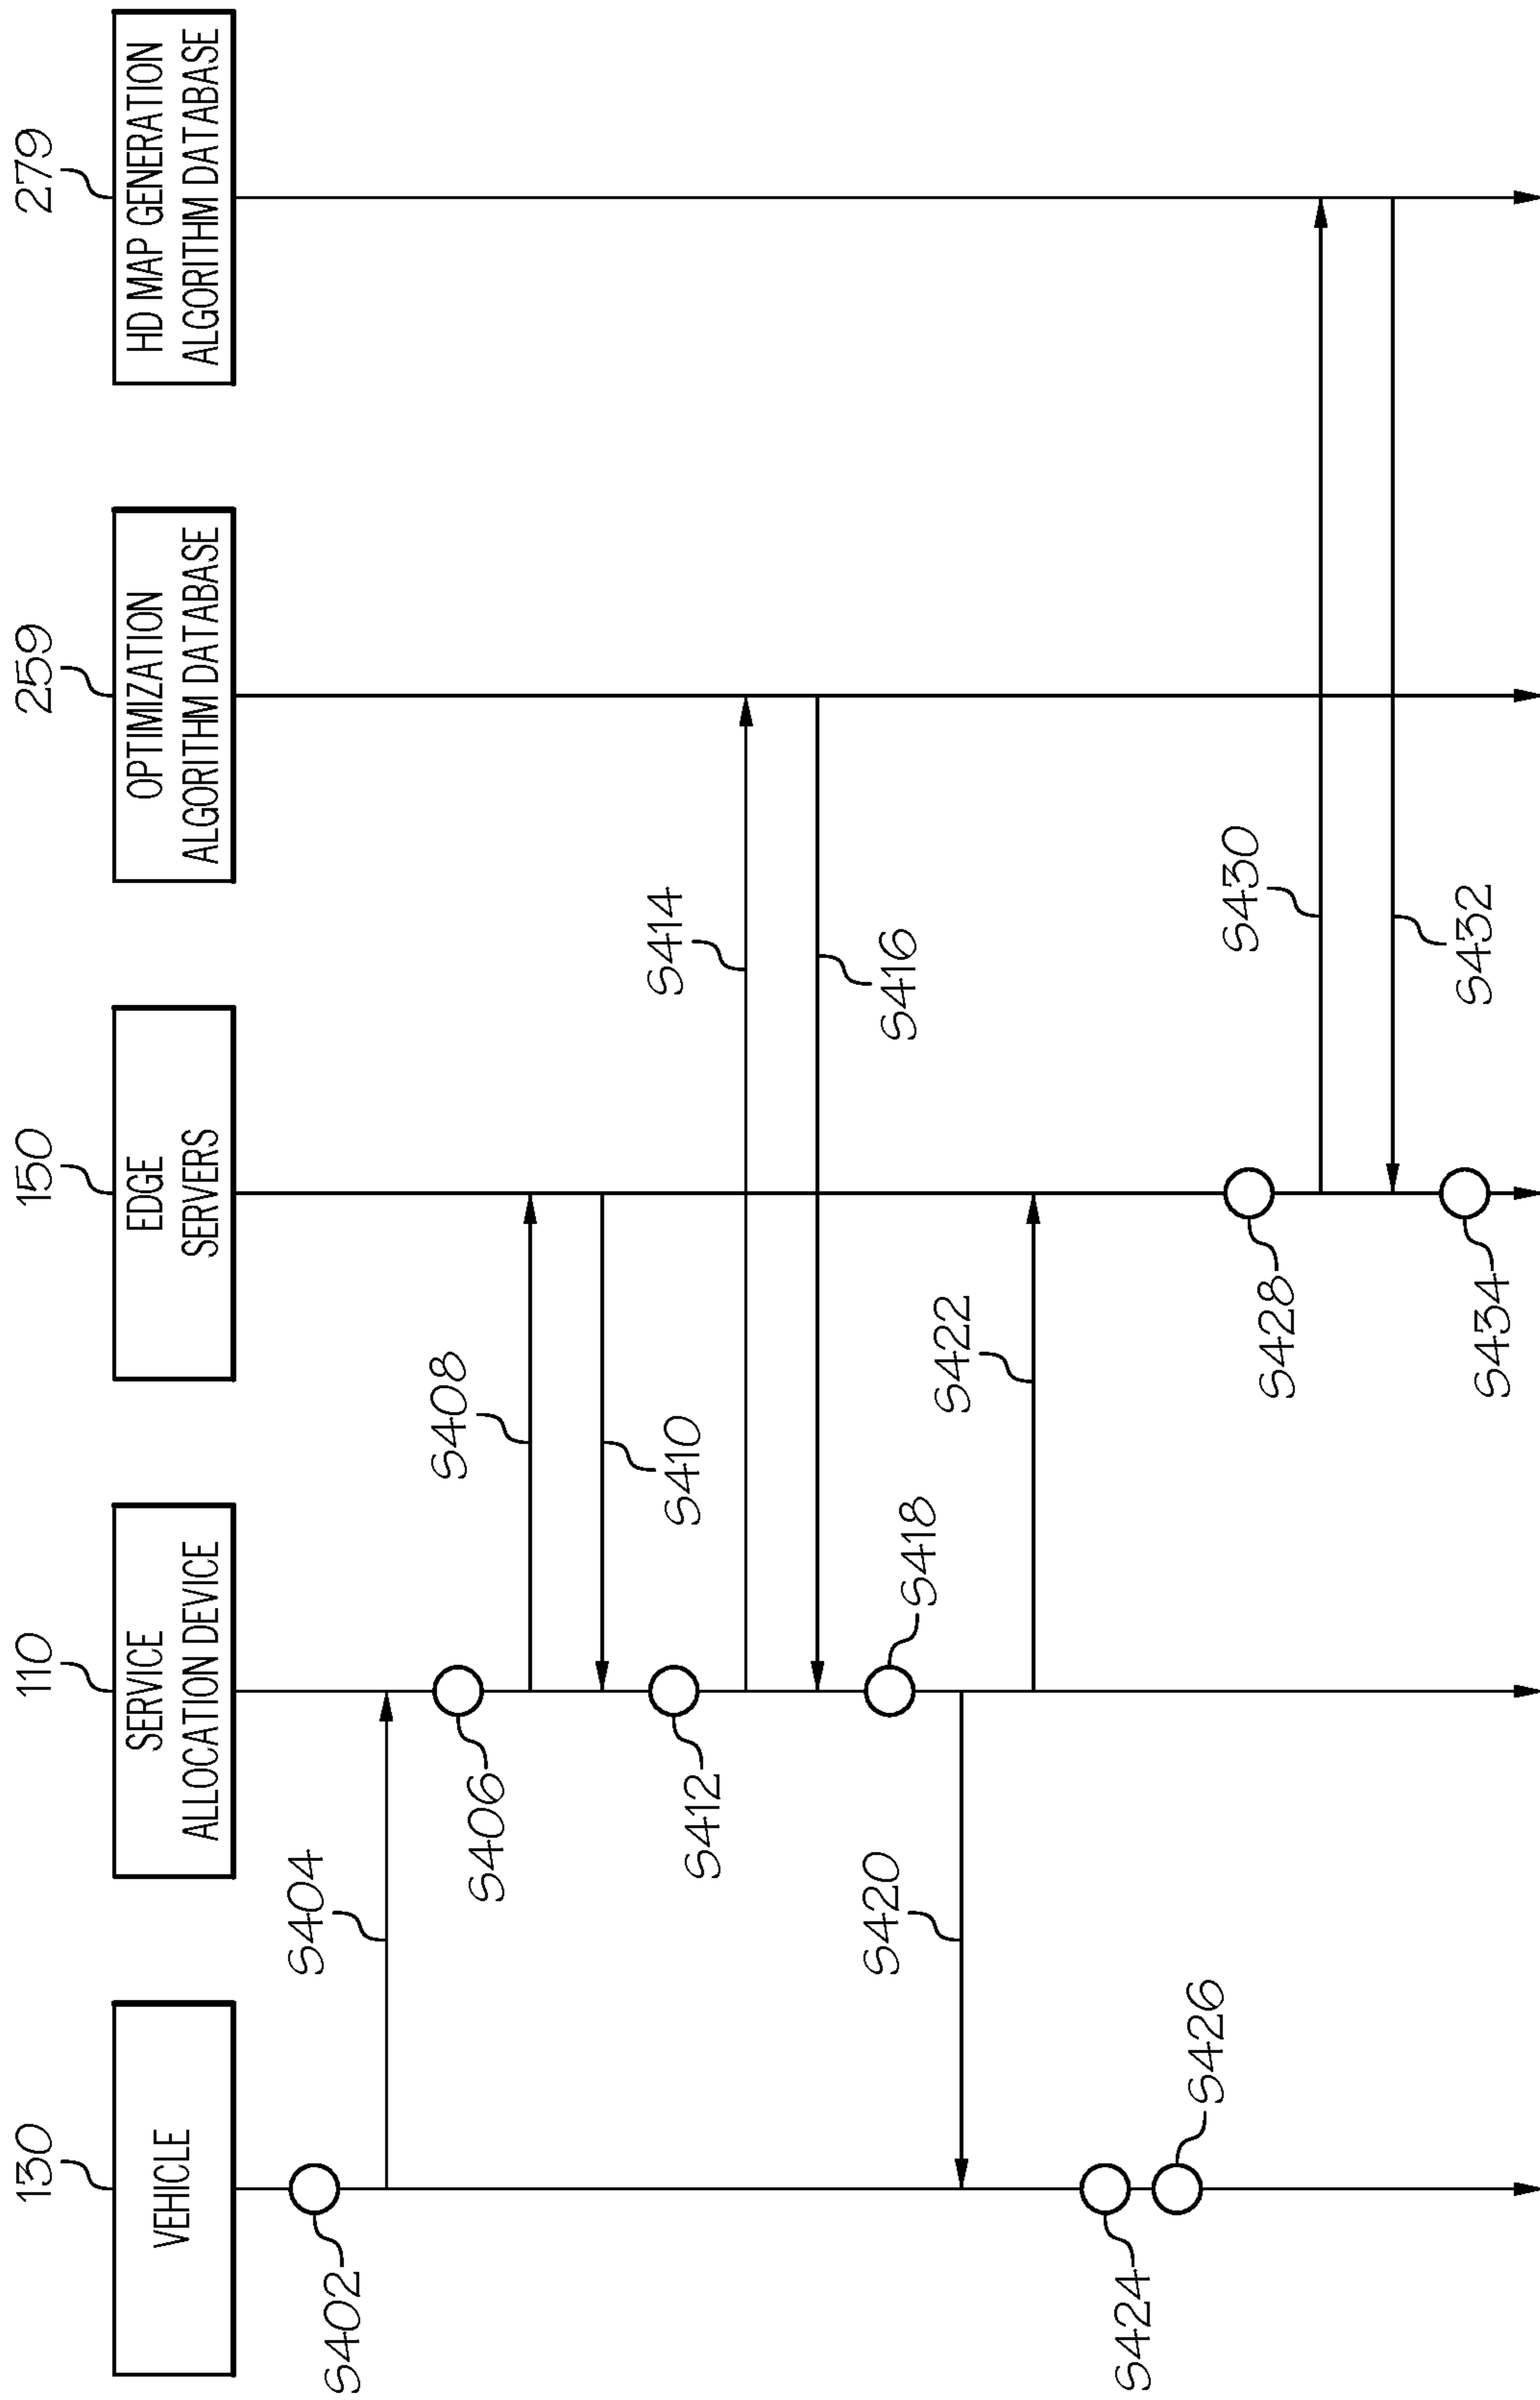 130
VEHICLE
110
SERVICE
ALLOCATION DEVICE
150
EDGE
SERVERS
259
OPTIMIZATION
ALGORITHM DATABASE
279
HD MAP GENERATION
ALGORITHM DATABASE
S402
S404
S406
S408
S410
S412
S414
S416
S418
S420
S422
S424
S426
S428
S430
S432
S434